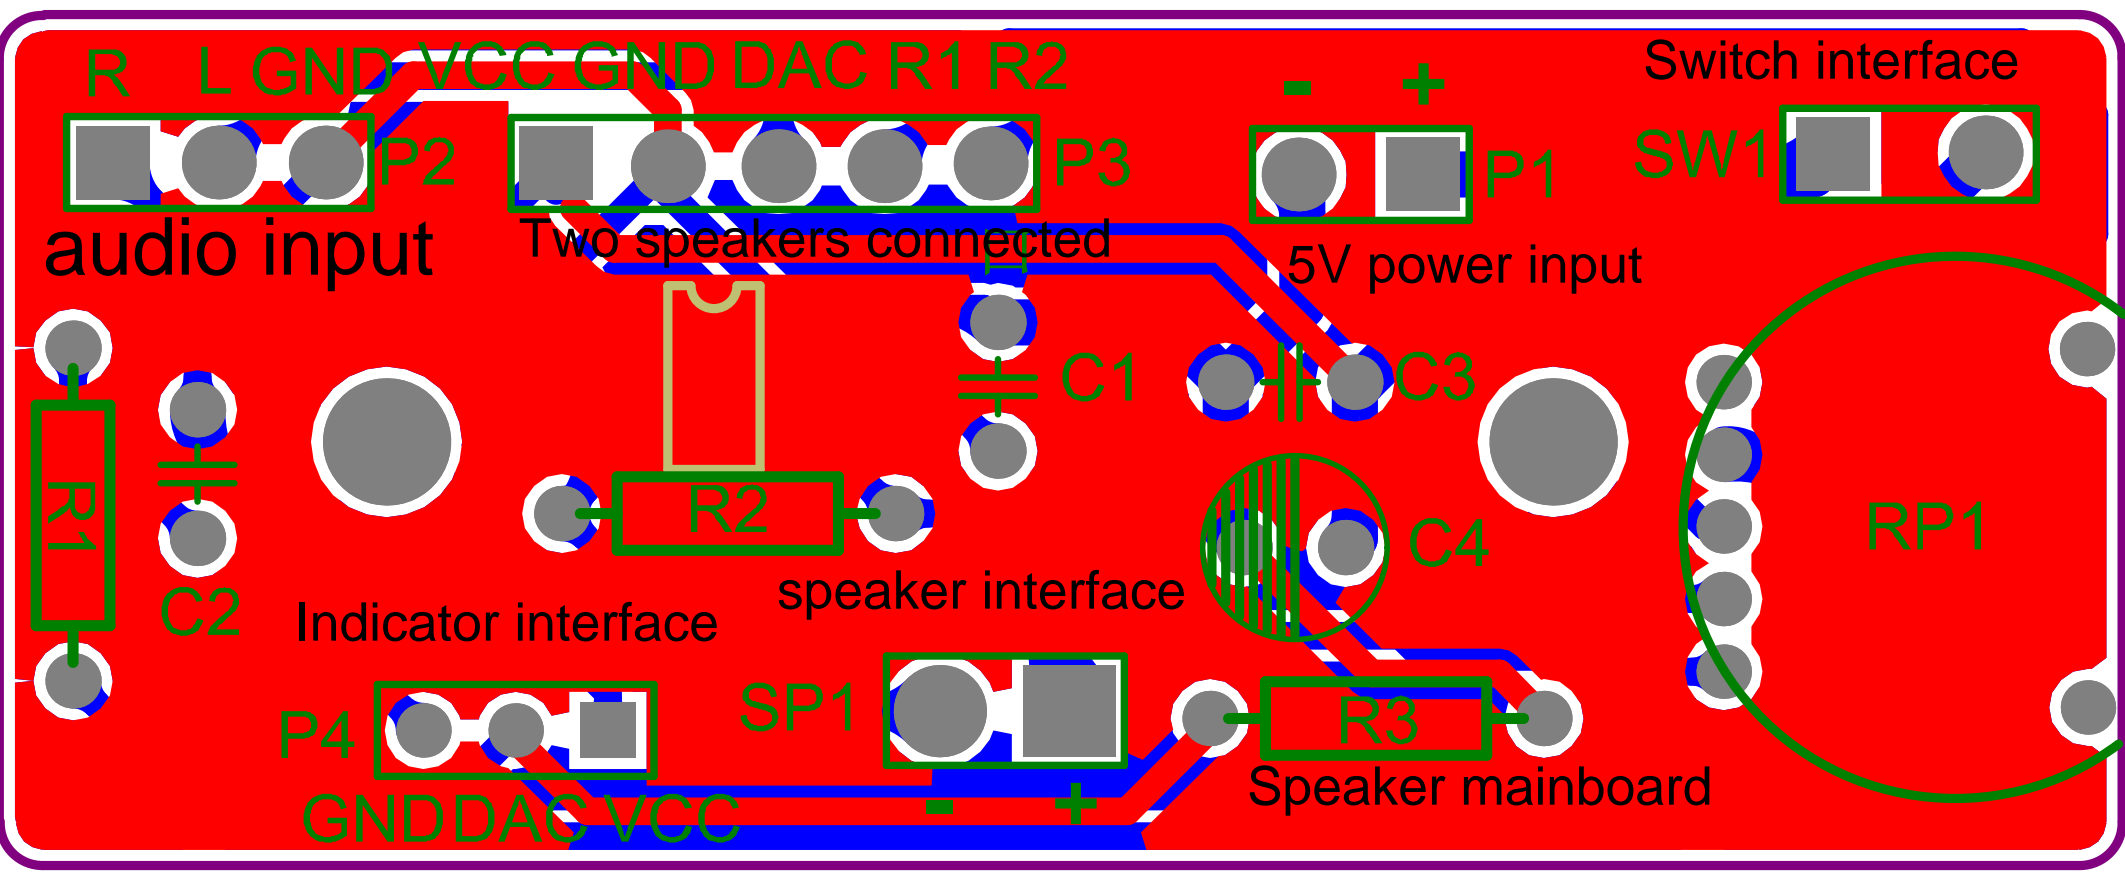 R L GND VCC GND DAC R1 R2
- +
Switch interface
P2 P3 P1 SW1
audio input
Two speakers connected
5V power input
C1 C3
R1
R2
C4
RP1
C2
Indicator interface
speaker interface
P4 SP1 R3
Speaker mainboard
GND DAC VCC
- +